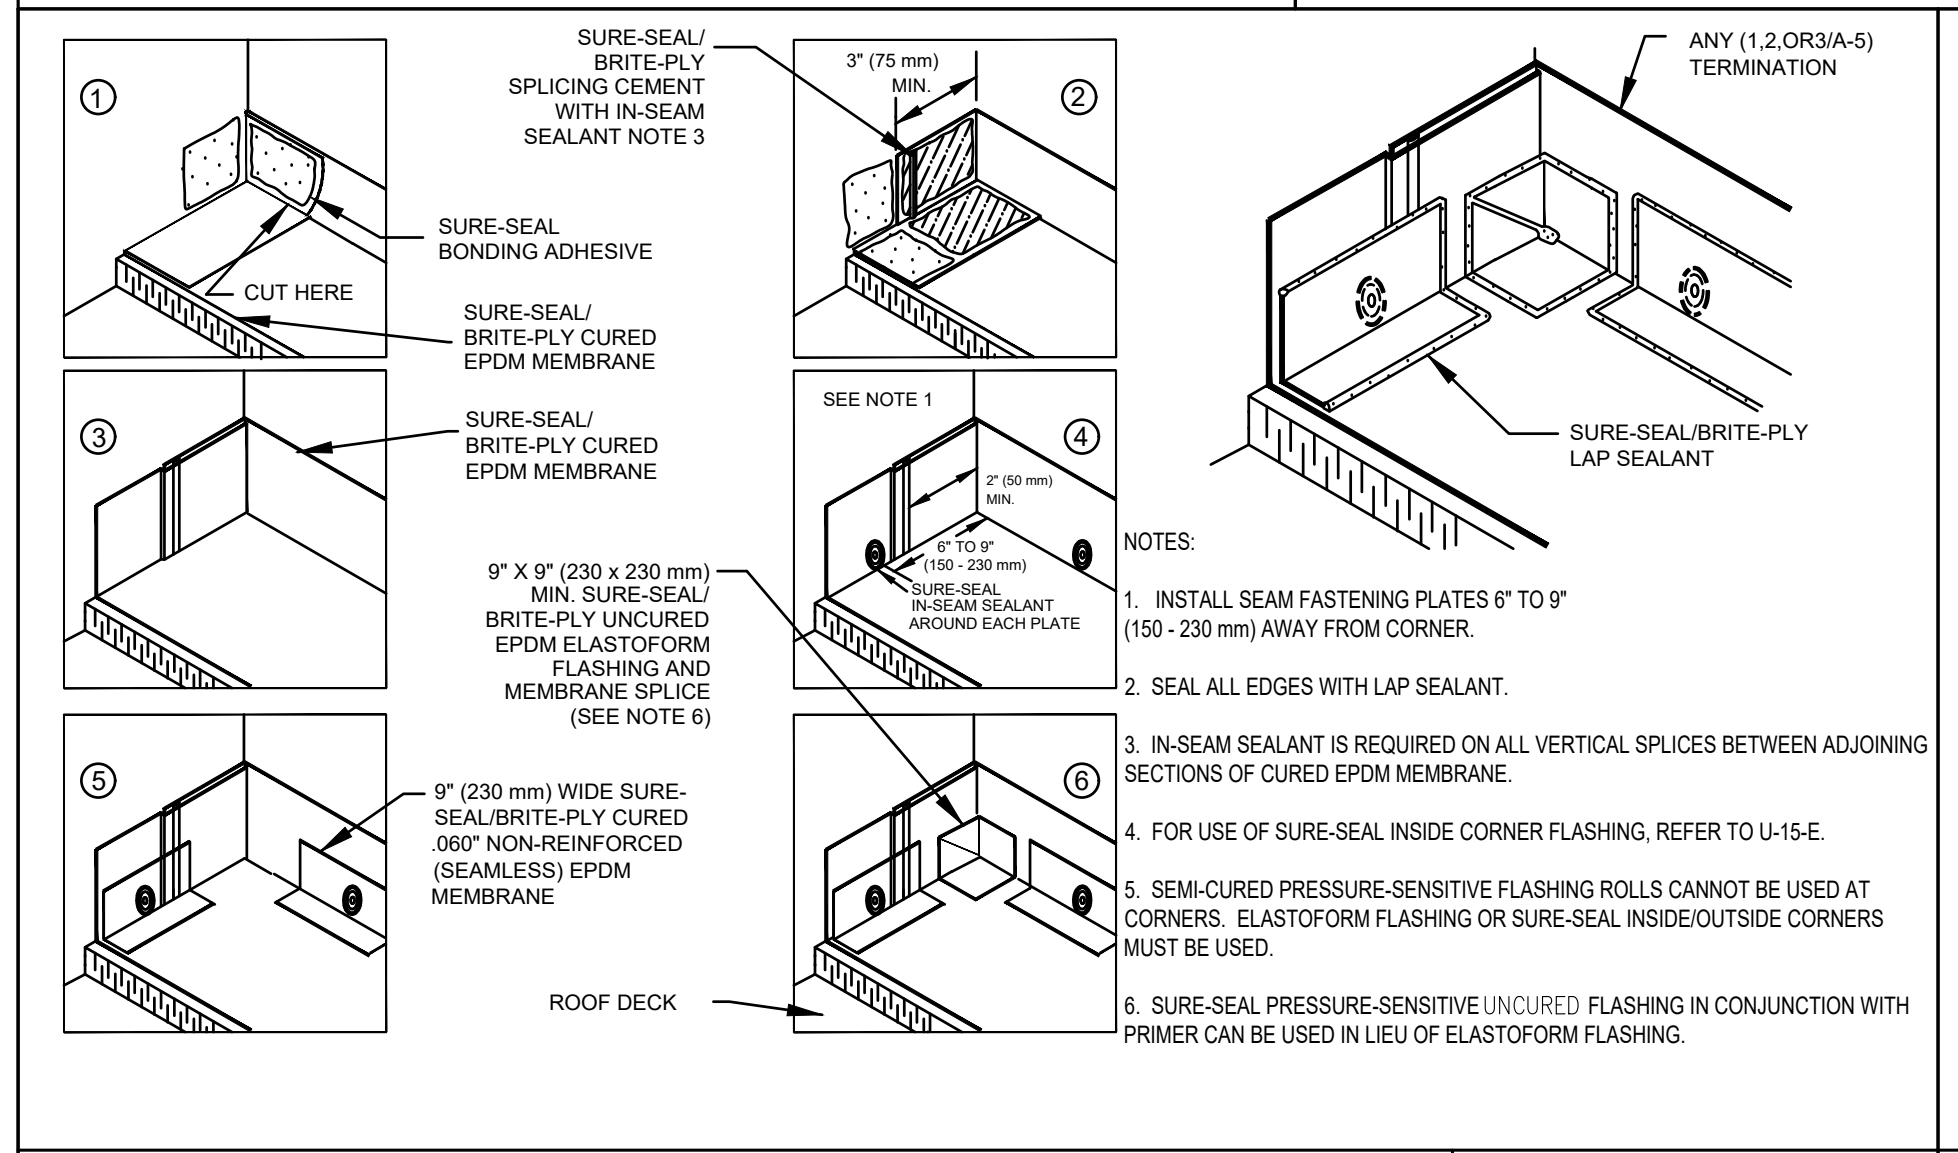 1
SURE-SEAL
BONDING ADHESIVE
CUT HERE
SURE-SEAL/
BRITE-PLY CURED
EPDM MEMBRANE
SURE-SEAL/
BRITE-PLY
SPLICING CEMENT
WITH IN-SEAM
SEALANT NOTE 3
3" (75 mm)
MIN.
2
3
SURE-SEAL/
BRITE-PLY CURED
EPDM MEMBRANE
SEE NOTE 1
4
2" (50 mm)
MIN.
6" TO 9"
(150 - 230 mm)
SURE-SEAL
IN-SEAM SEALANT
AROUND EACH PLATE
5
9" (230 mm) WIDE SURE-
SEAL/BRITE-PLY CURED
.060" NON-REINFORCED
(SEAMLESS) EPDM
MEMBRANE
9" X 9" (230 x 230 mm)
MIN. SURE-SEAL/
BRITE-PLY UNCURED
EPDM ELASTOFORM
FLASHING AND
MEMBRANE SPLICE
(SEE NOTE 6)
6
ROOF DECK
ANY (1,2,OR3/A-5)
TERMINATION
SURE-SEAL/BRITE-PLY
LAP SEALANT
NOTES:
1. INSTALL SEAM FASTENING PLATES 6" TO 9"
(150 - 230 mm) AWAY FROM CORNER.
2. SEAL ALL EDGES WITH LAP SEALANT.
3. IN-SEAM SEALANT IS REQUIRED ON ALL VERTICAL SPLICES BETWEEN ADJOINING
SECTIONS OF CURED EPDM MEMBRANE.
4. FOR USE OF SURE-SEAL INSIDE CORNER FLASHING, REFER TO U-15-E.
5. SEMI-CURED PRESSURE-SENSITIVE FLASHING ROLLS CANNOT BE USED AT
CORNERS. ELASTOFORM FLASHING OR SURE-SEAL INSIDE/OUTSIDE CORNERS
MUST BE USED.
6. SURE-SEAL PRESSURE-SENSITIVE UNCURED FLASHING IN CONJUNCTION WITH
PRIMER CAN BE USED IN LIEU OF ELASTOFORM FLASHING.